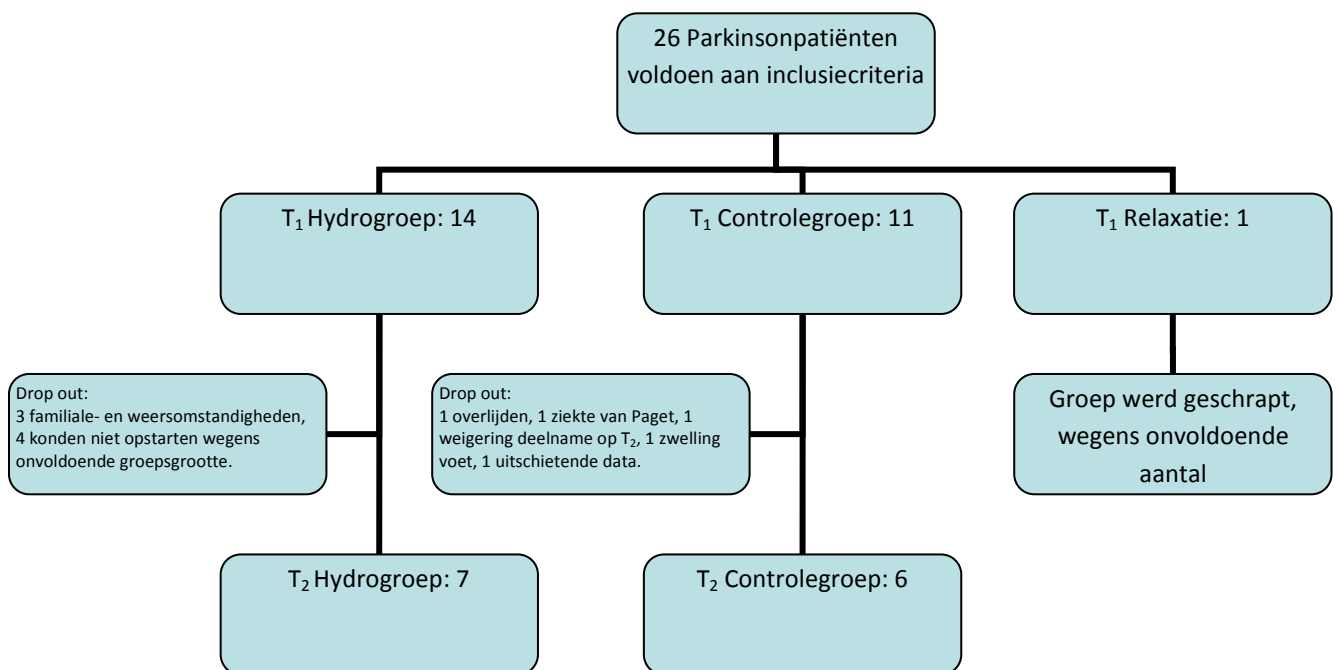 26 Parkinsonpatiënten
voldoen aan inclusiecriteria
T₁ Hydrogroep: 14
T₁ Controlegroep: 11
T₁ Relaxatie: 1
Drop out:
3 familiale- en weersomstandigheden,
4 konden niet opstarten wegens
onvoldoende groepsgrootte.
Drop out:
1 overlijden, 1 ziekte van Paget, 1
weigering deelname op T₂, 1 zwelling
voet, 1 uitschietende data.
Groep werd geschrapt,
wegens onvoldoende
aantal
T₂ Hydrogroep: 7
T₂ Controlegroep: 6